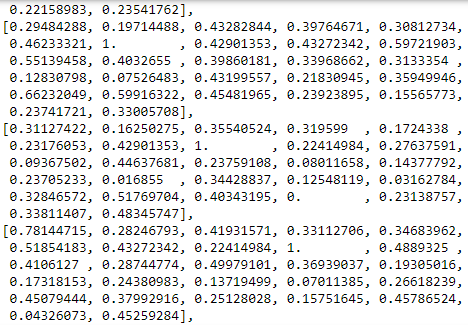 0.22158983, 0.23541762],
[0.29484288, 0.19714488, 0.43282844, 0.39764671, 0.30812734,
0.46233321, 1.        , 0.42901353, 0.43272342, 0.59721903,
0.55139458, 0.4032655 , 0.39860181, 0.33968662, 0.3133354 ,
0.12830798, 0.07526483, 0.43199557, 0.21830945, 0.35949946,
0.66232049, 0.59916322, 0.45481965, 0.23923895, 0.15565773,
0.23741721, 0.33005708],
[0.31127422, 0.16250275, 0.35540524, 0.319599  , 0.1724338 ,
0.23176053, 0.42901353, 1.        , 0.22414984, 0.27637591,
0.09367502, 0.44637681, 0.23759108, 0.08011658, 0.14377792,
0.23705233, 0.016855  , 0.34428837, 0.12548119, 0.03162784,
0.32846572, 0.51769704, 0.40343195, 0.        , 0.23138757,
0.33811407, 0.48345747],
[0.78144715, 0.28246793, 0.41931571, 0.33112706, 0.34683962,
0.51854183, 0.43272342, 0.22414984, 1.        , 0.4889325 ,
0.4106127 , 0.28744774, 0.49979101, 0.36939037, 0.19305016,
0.17318153, 0.24380983, 0.13719499, 0.07011385, 0.26618239,
0.45079444, 0.37992916, 0.25128028, 0.15751645, 0.45786524,
0.04326073, 0.45259284],